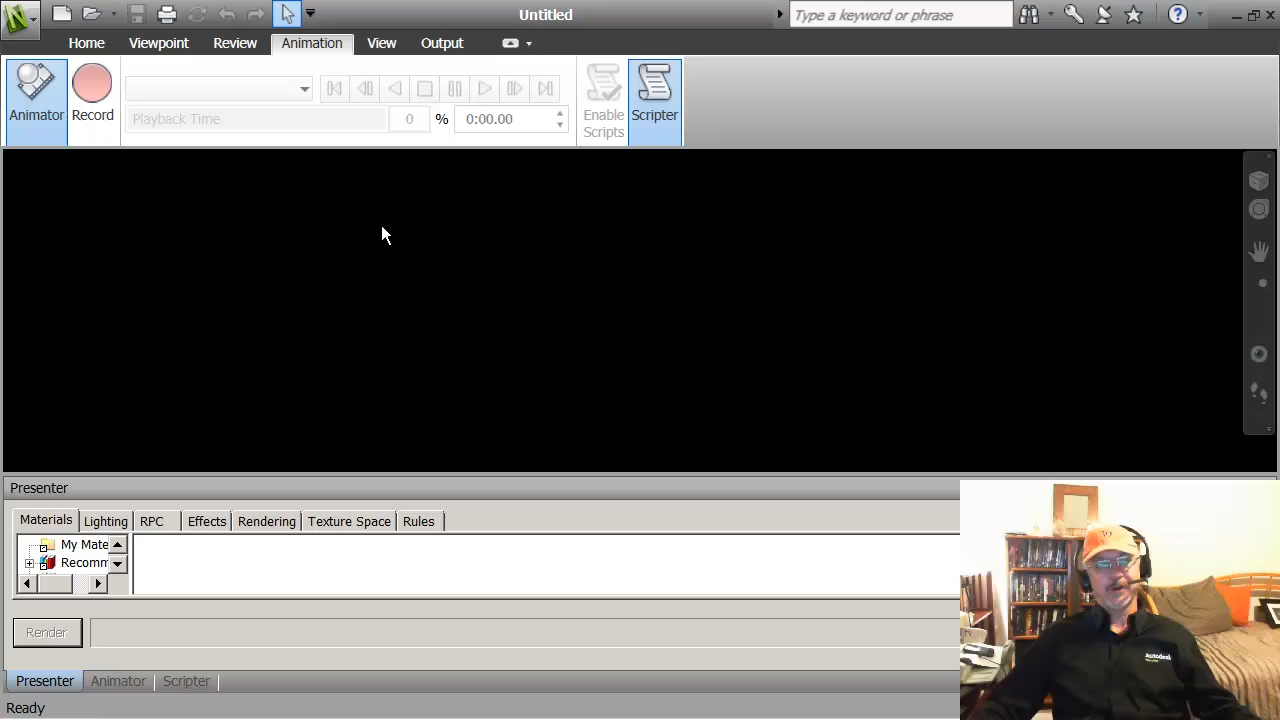 Untitled
Type a keyword or phrase
Home Viewpoint Review Animation View Output
Animator Record
Playback Time 0 % 0:00.00
Enable Scripts
Scripter
Presenter
Materials Lighting RPC Effects Rendering Texture Space Rules
My Mate
Recomm
Render
Presenter Animator Scripter
Ready
Autodesk